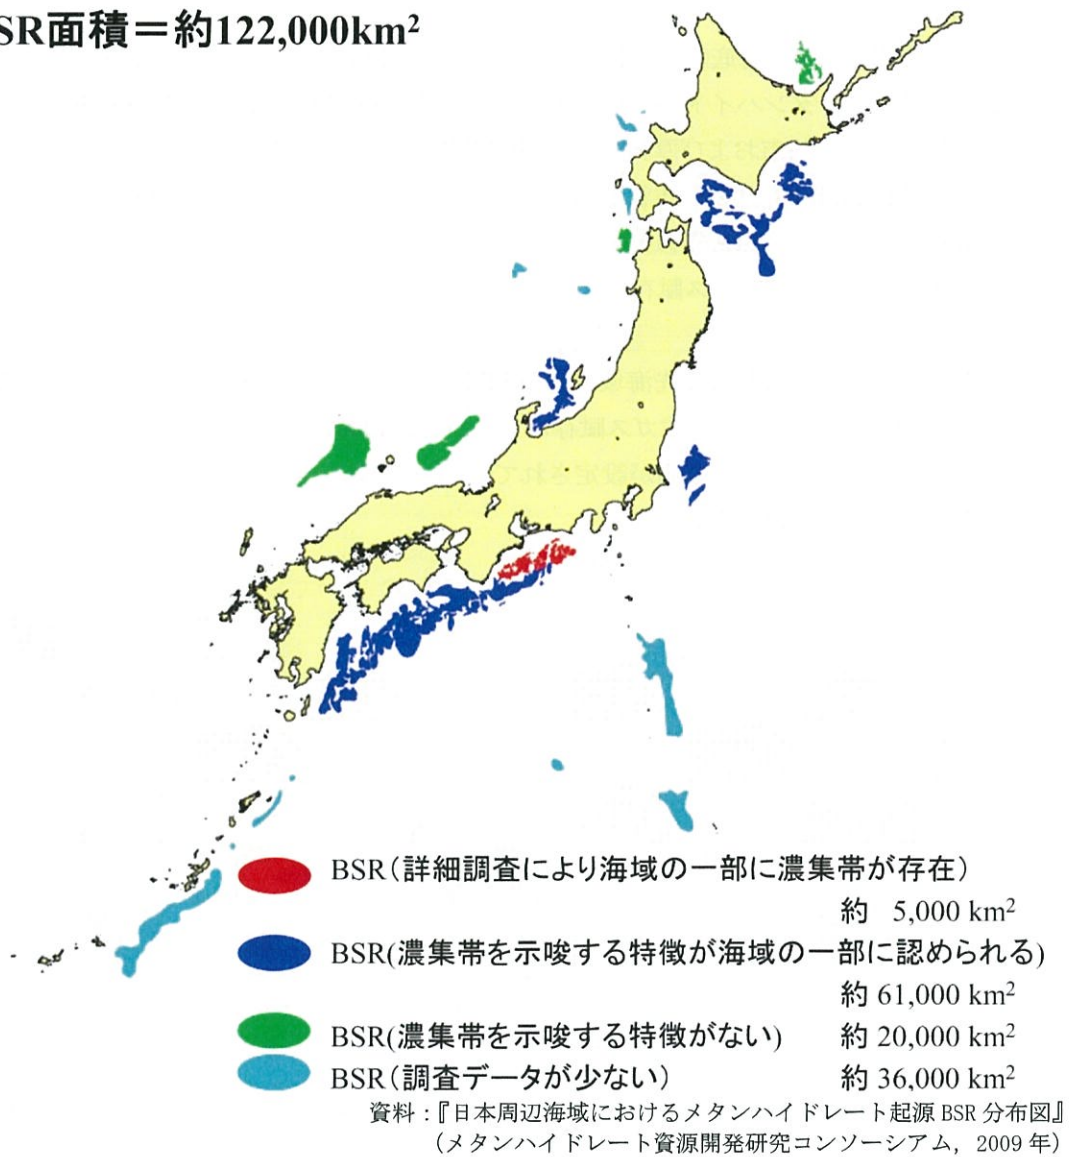 SR面積＝約122,000km²
BSR（詳細調査により海域の一部に濃集帯が存在）
約 5,000 km²
BSR(濃集帯を示唆する特徴が海域の一部に認められる)
約 61,000 km²
BSR(濃集帯を示唆する特徴がない) 約 20,000 km²
BSR（調査データが少ない） 約 36,000 km²
資料：『日本周辺海域におけるメタンハイドレート起源 BSR 分布図』
（メタンハイドレート資源開発研究コンソーシアム，2009 年）